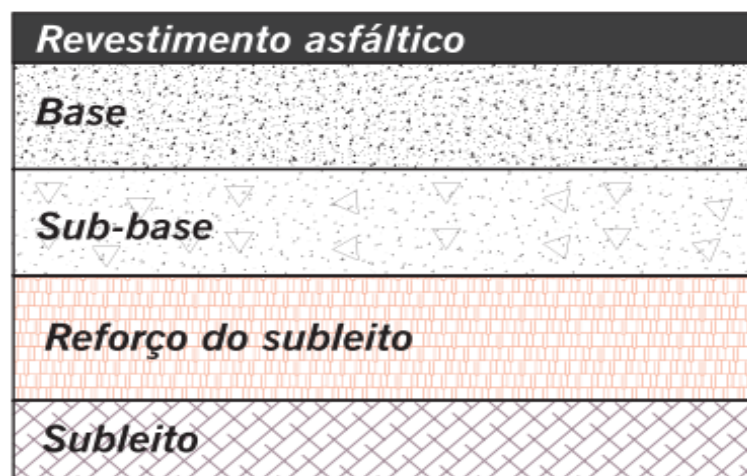 Revestimento asfáltico
Base
Sub-base
Reforço do subleito
Subleito